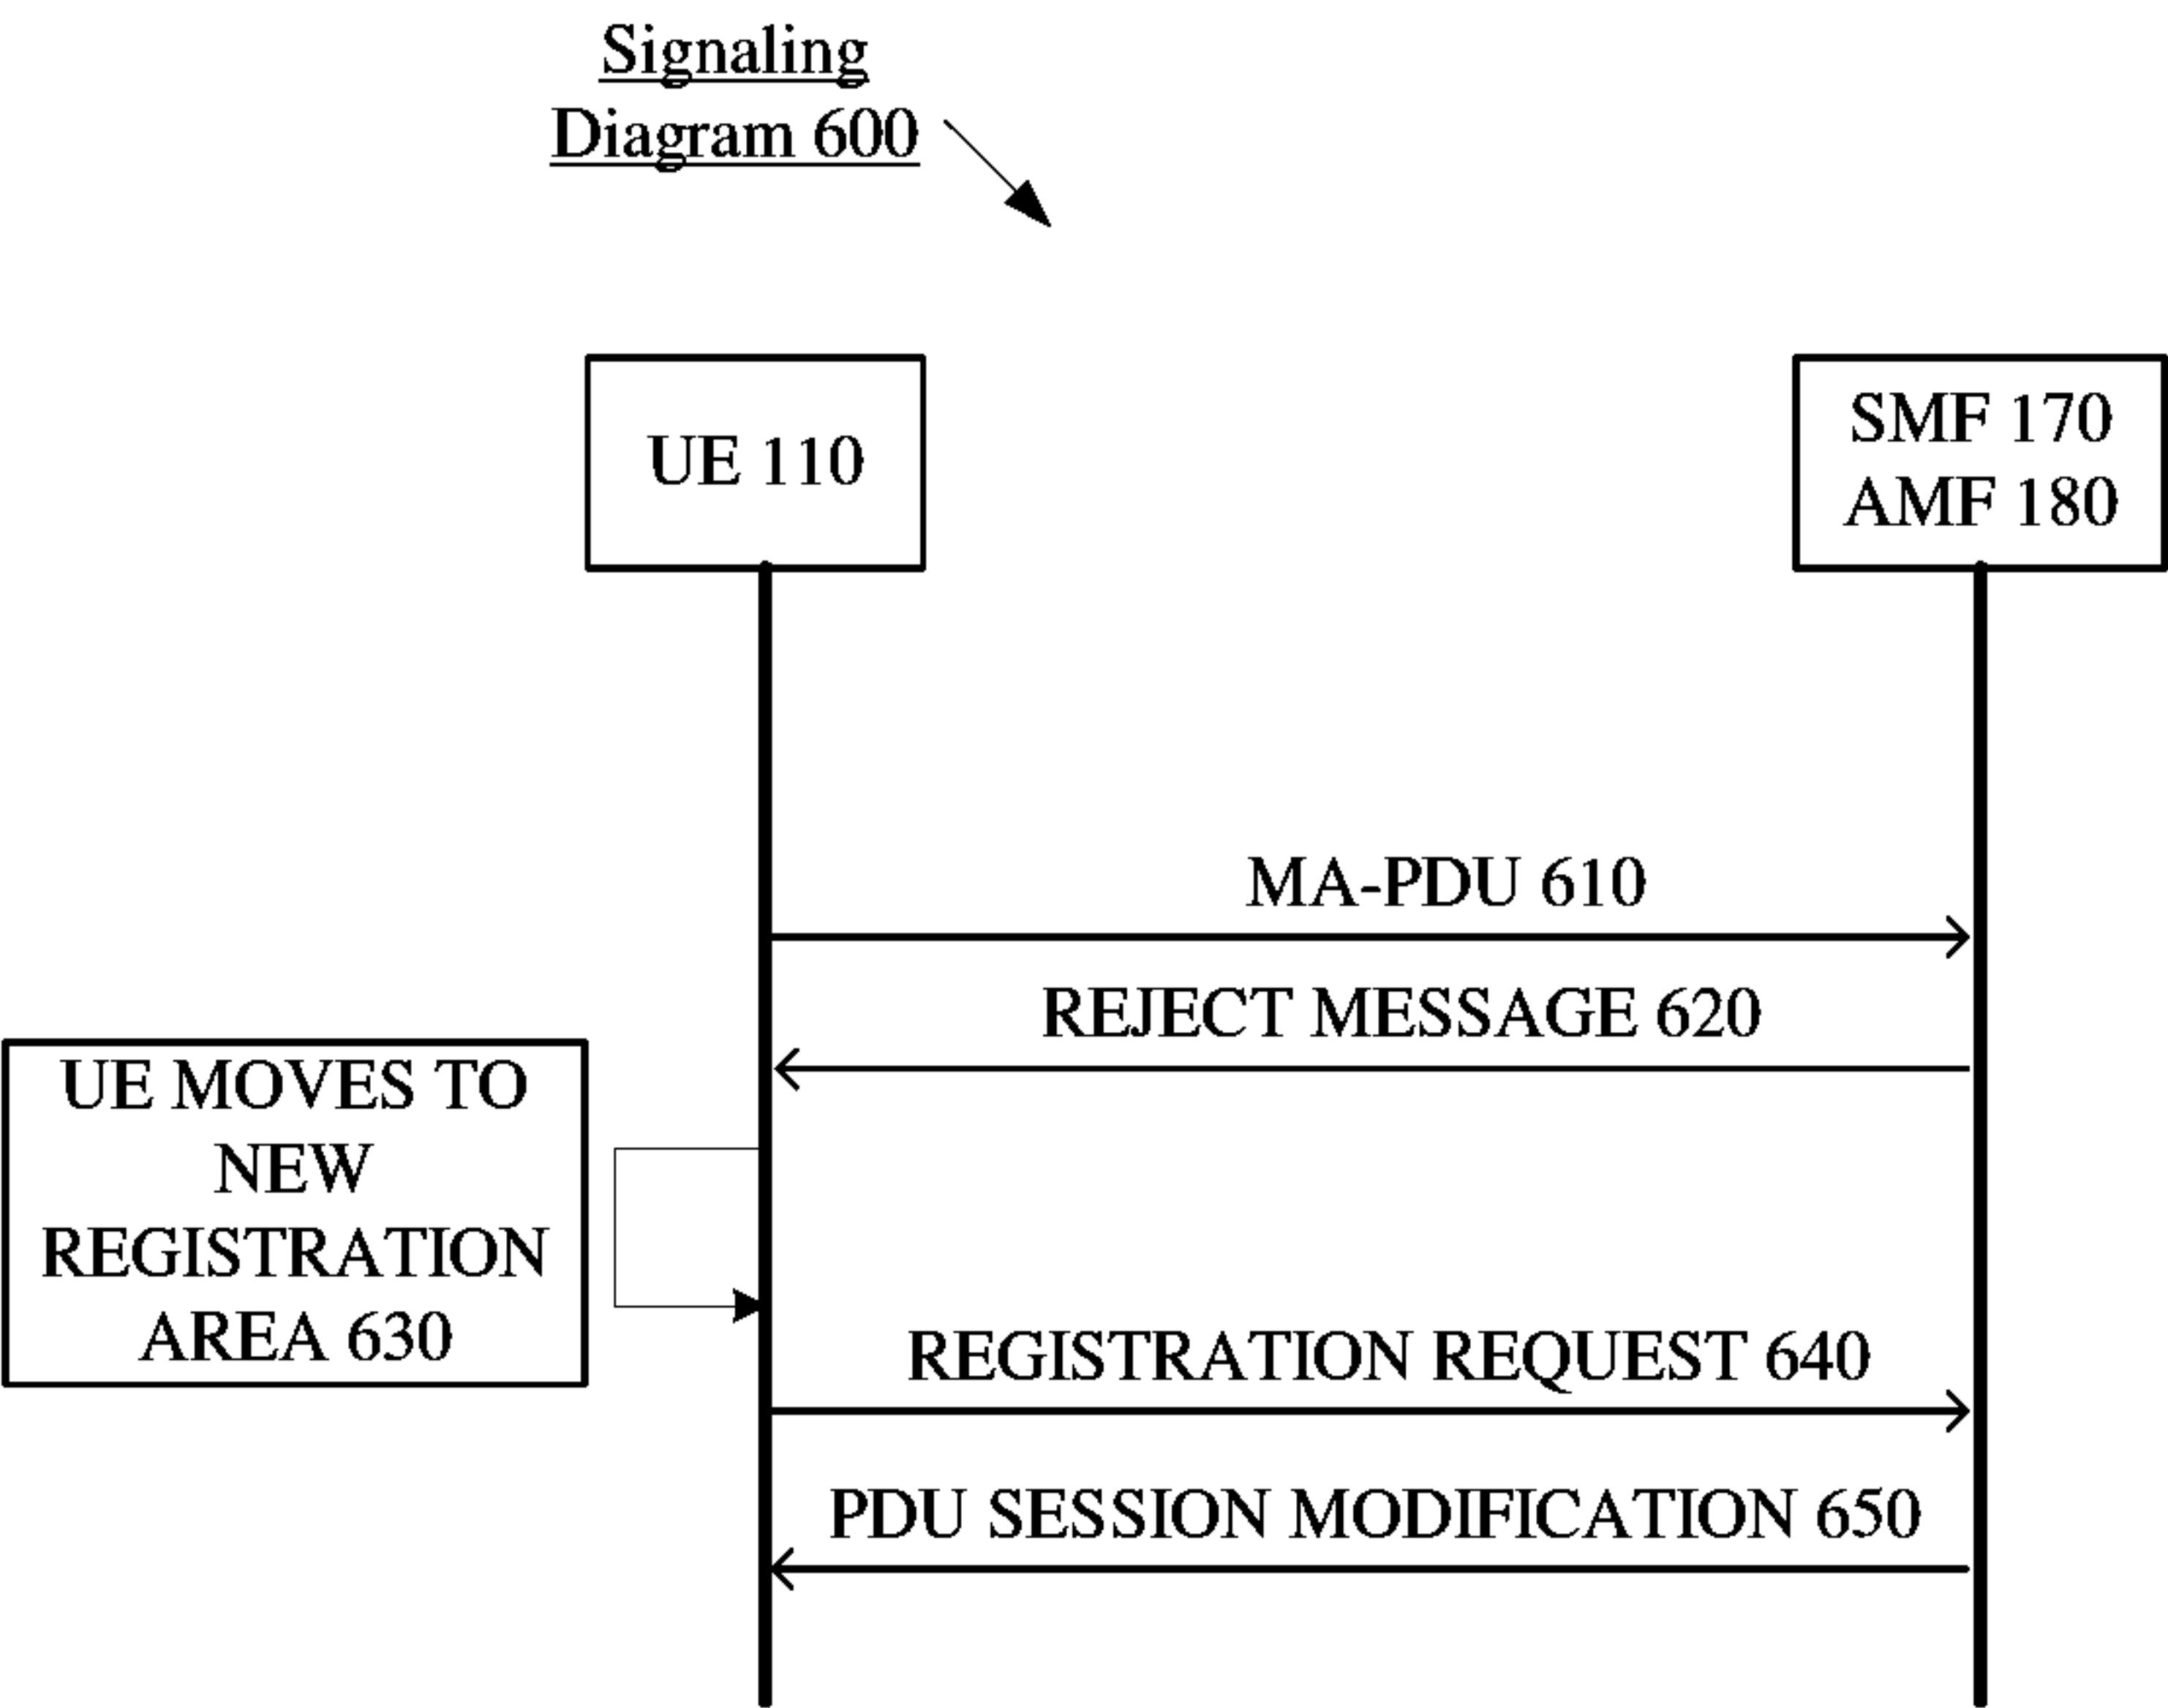 Signaling
Diagram 600
UE 110
SMF 170
AMF 180
MA-PDU 610
REJECT MESSAGE 620
UE MOVES TO
NEW
REGISTRATION
AREA 630
REGISTRATION REQUEST 640
PDU SESSION MODIFICATION 650